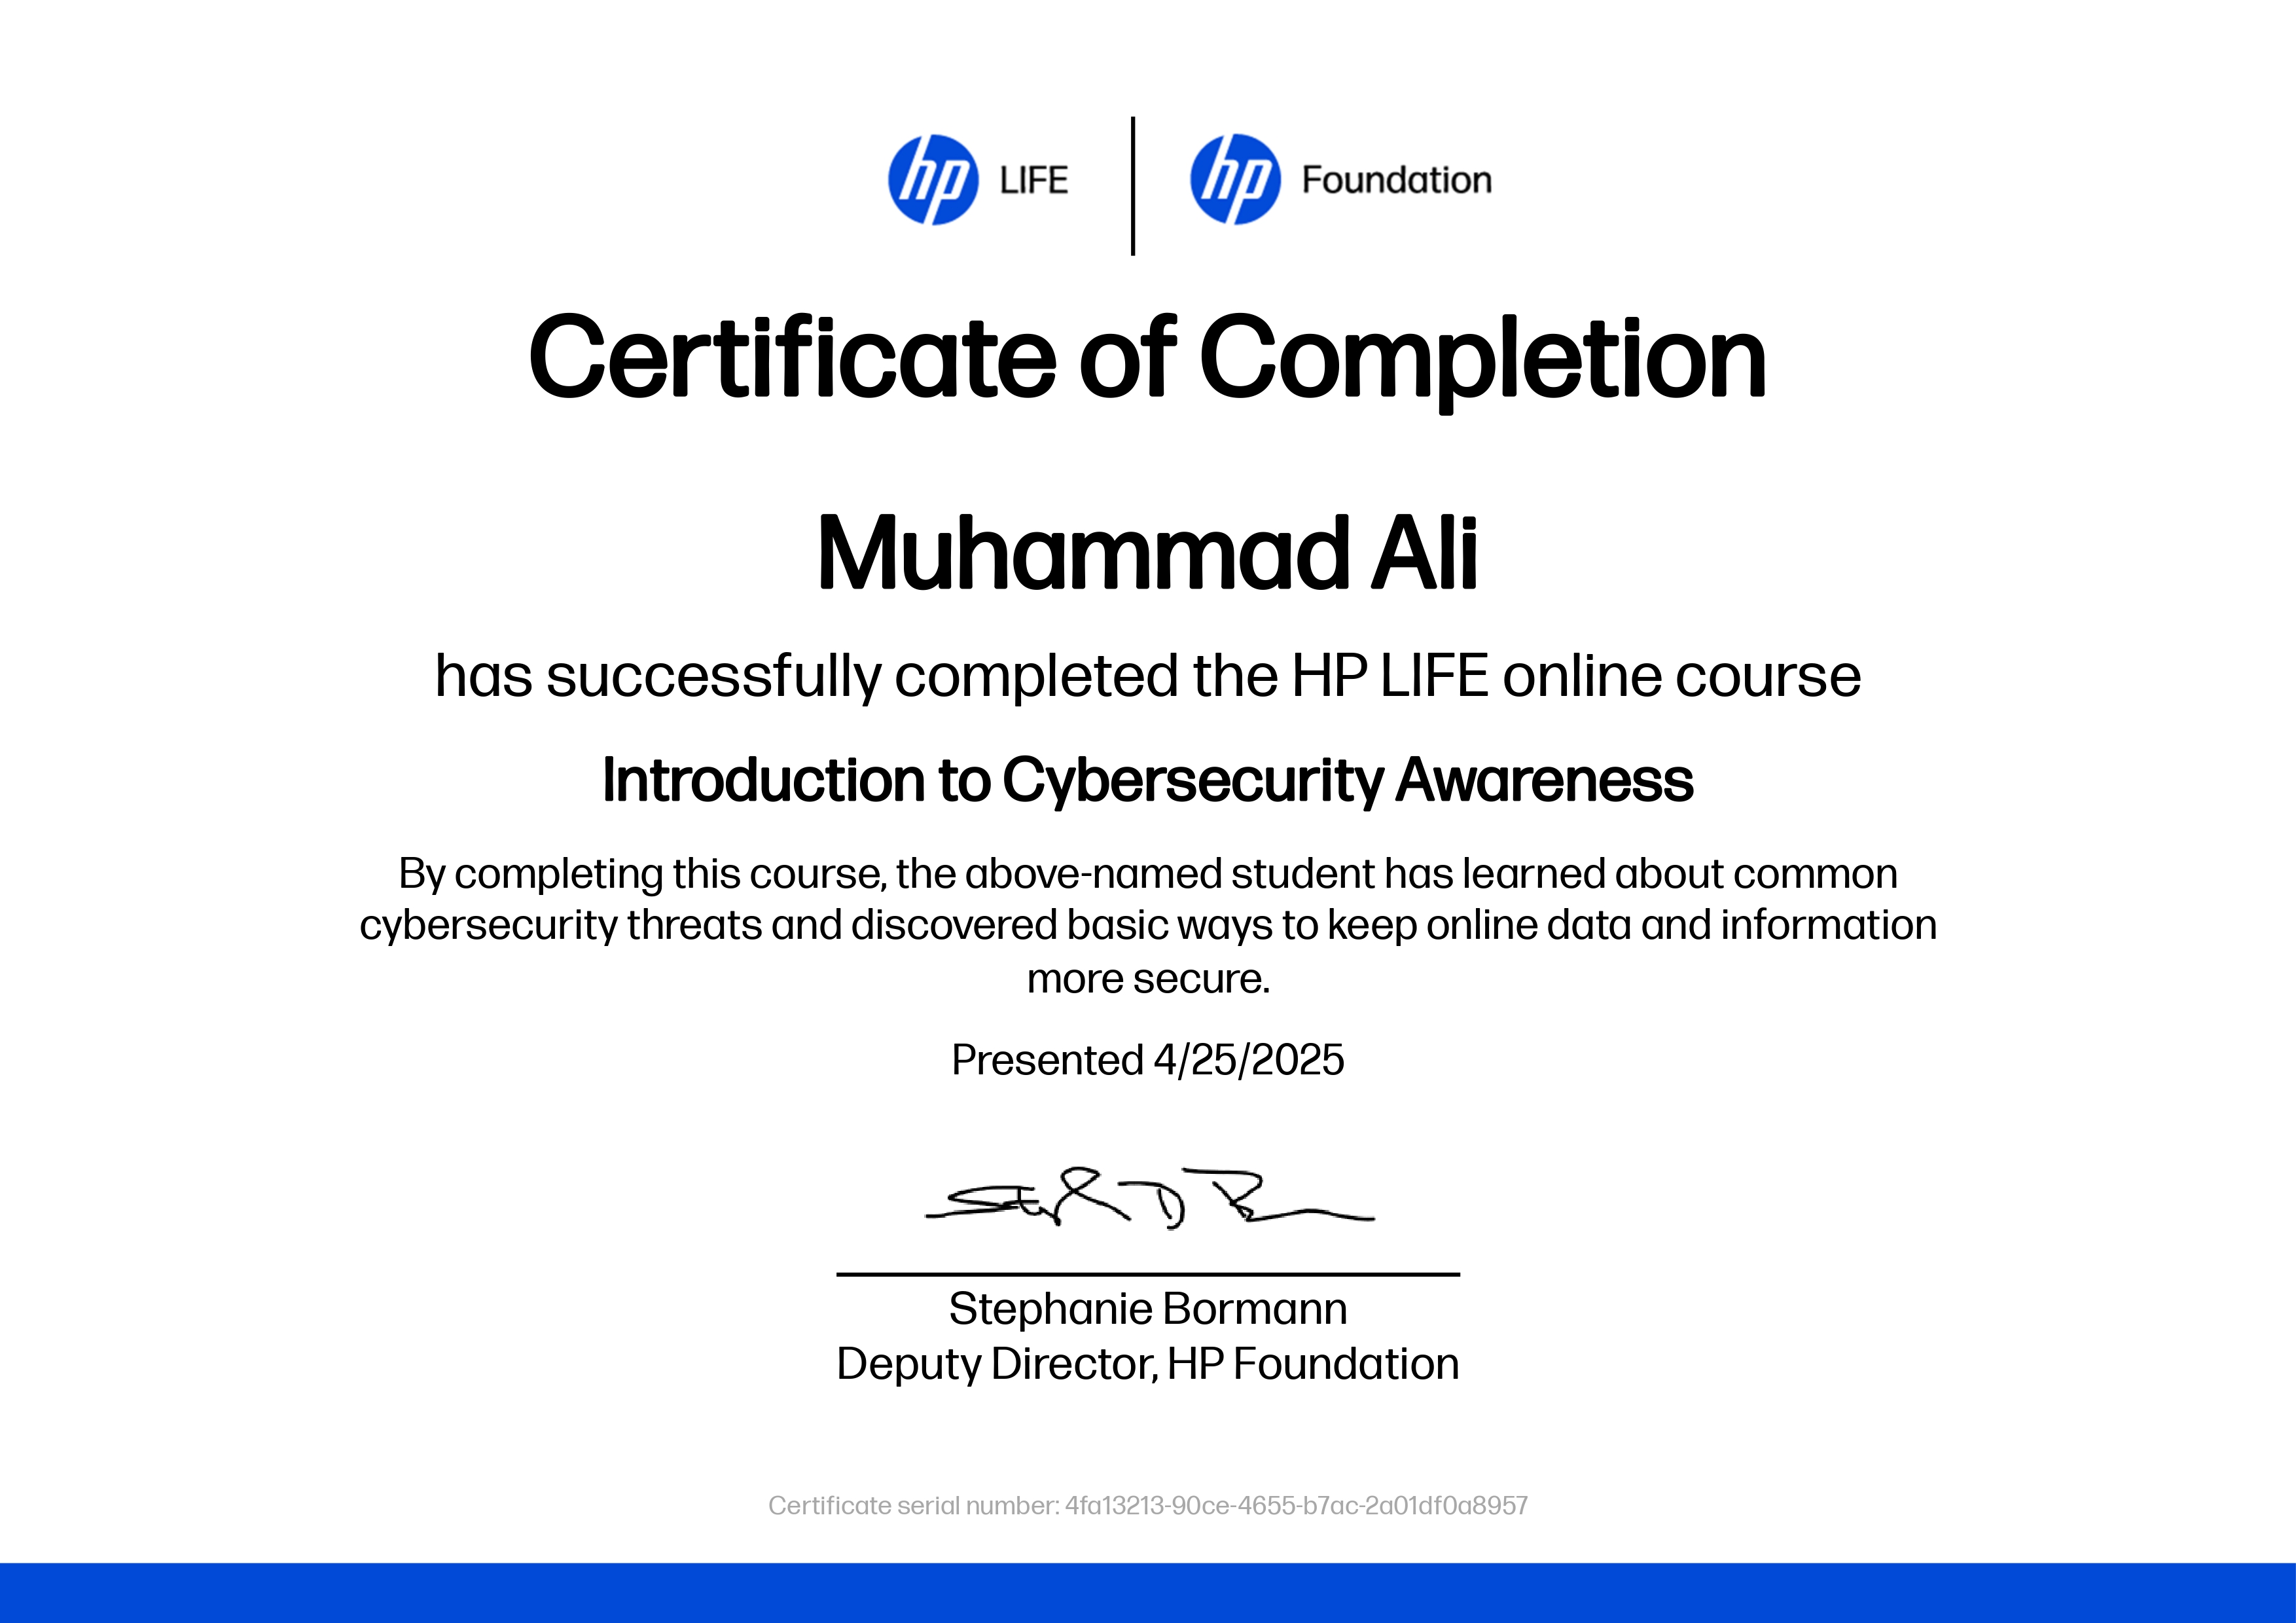 hp LIFE | hp Foundation
Certificate of Completion
Muhammad Ali
has successfully completed the HP LIFE online course
Introduction to Cybersecurity Awareness
By completing this course, the above-named student has learned about common
cybersecurity threats and discovered basic ways to keep online data and information
more secure.
Presented 4/25/2025
Stephanie Bormann
Deputy Director, HP Foundation
Certificate serial number: 4fa13213-90ce-4655-b7ac-2a01df0a8957